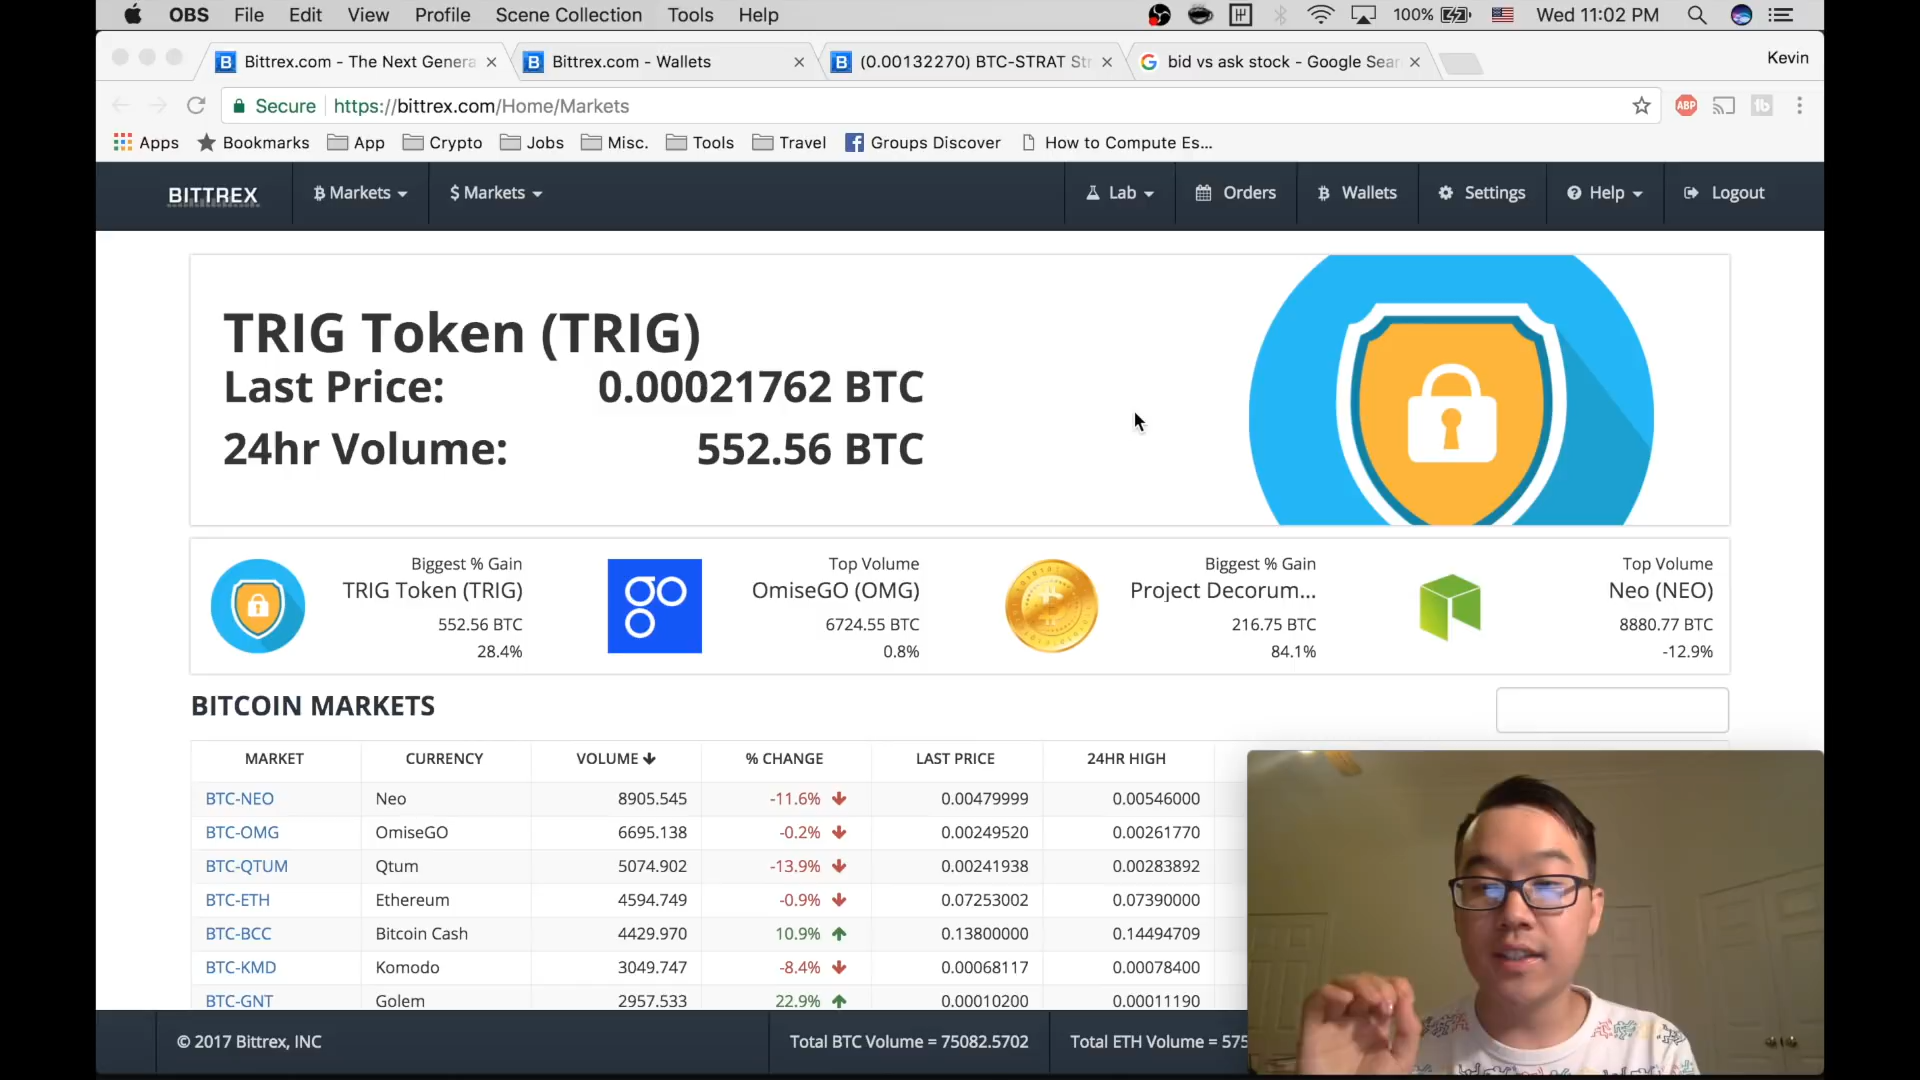 OBS File Edit View Profile Scene Collection Tools Help 100% Wed 11:02 PM
Bittrex.com - The Next Genera Bittrex.com - Wallets (0.00132270) BTC-STRAT Str bid vs ask stock - Google Sear Kevin
Secure https://bittrex.com/Home/Markets ABP
Apps Bookmarks App Crypto Jobs Misc. Tools Travel Groups Discover How to Compute Es...
BITTREX Markets $ Markets Lab Orders Wallets Settings Help Logout
TRIG Token (TRIG)
Last Price: 0.00021762 BTC
24hr Volume: 552.56 BTC
Biggest % Gain
TRIG Token (TRIG)
552.56 BTC
28.4%
go
Top Volume
OmiseGO (OMG)
6724.55 BTC
0.8%
Biggest % Gain
Project Decorum...
216.75 BTC
84.1%
Top Volume
Neo (NEO)
8880.77 BTC
-12.9%
BITCOIN MARKETS
MARKET CURRENCY VOLUME % CHANGE LAST PRICE 24HR HIGH
BTC-NEO Neo 8905.545 -11.6% 0.00479999 0.00546000
BTC-OMG OmiseGO 6695.138 -0.2% 0.00249520 0.00261770
BTC-QTUM Qtum 5074.902 -13.9% 0.00241938 0.00283892
BTC-ETH Ethereum 4594.749 -0.9% 0.07253002 0.07390000
BTC-BCC Bitcoin Cash 4429.970 10.9% 0.13800000 0.14494709
BTC-KMD Komodo 3049.747 -8.4% 0.00068117 0.00078400
BTC-GNT Golem 2957.533 22.9% 0.00010200 0.00011190
© 2017 Bittrex, INC Total BTC Volume = 75082.5702 Total ETH Volume = 575